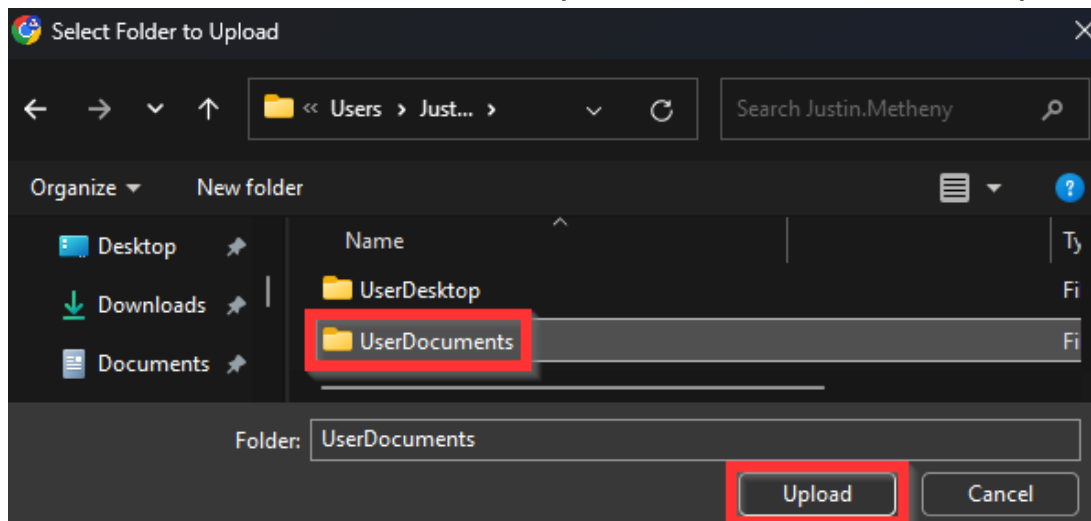 Select Folder to Upload
« Users > Just... >
Search Justin.Metheny
Organize
New folder
?
Desktop
Name
Ty
UserDesktop
Fi
Downloads
UserDocuments
Fi
Documents
Folder: UserDocuments
Upload
Cancel